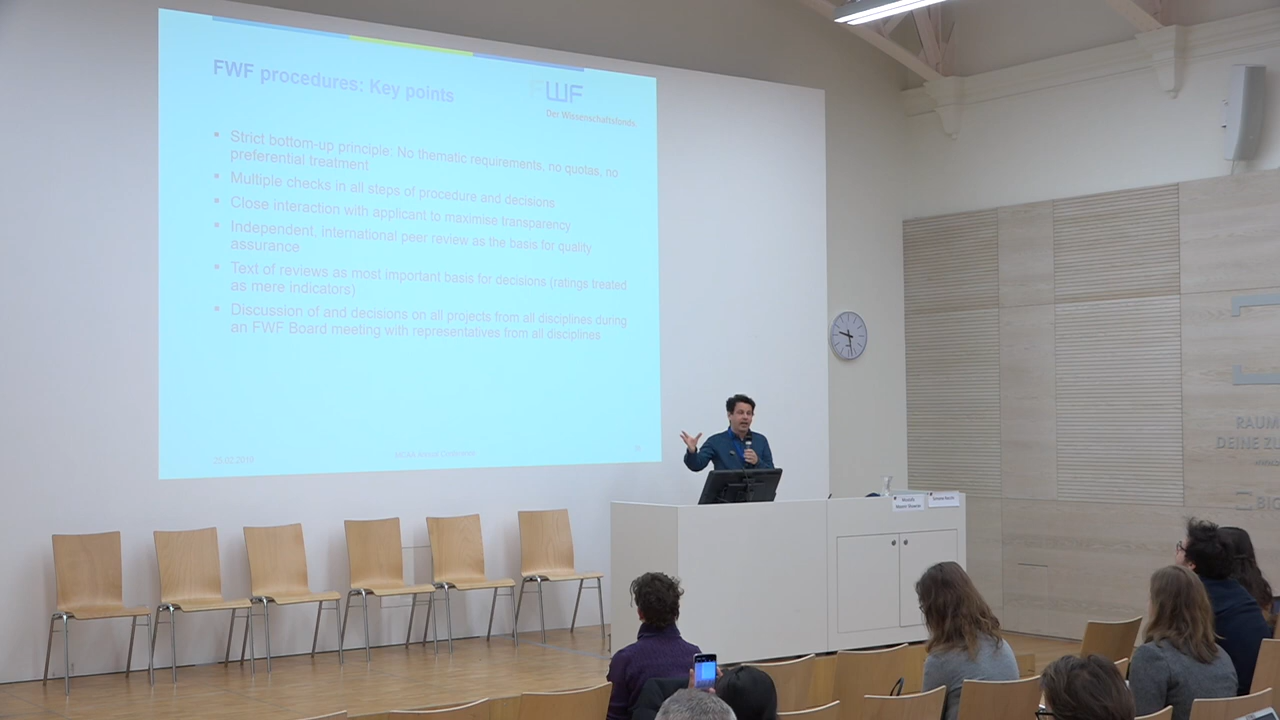 FWF procedures: Key points
FWF
Der Wissenschaftsfonds.
▪ Strict bottom-up principle: No thematic requirements, no quotas, no
preferential treatment
▪ Multiple checks in all steps of procedure and decisions
▪ Close interaction with applicant to maximise transparency
▪ Independent, international peer review as the basis for quality
assurance
▪ Text of reviews as most important basis for decisions (ratings treated
as mere indicators)
▪ Discussion of and decisions on all projects from all disciplines during
an FWF Board meeting with representatives from all disciplines
RAUM
DEINE ZU
BIG